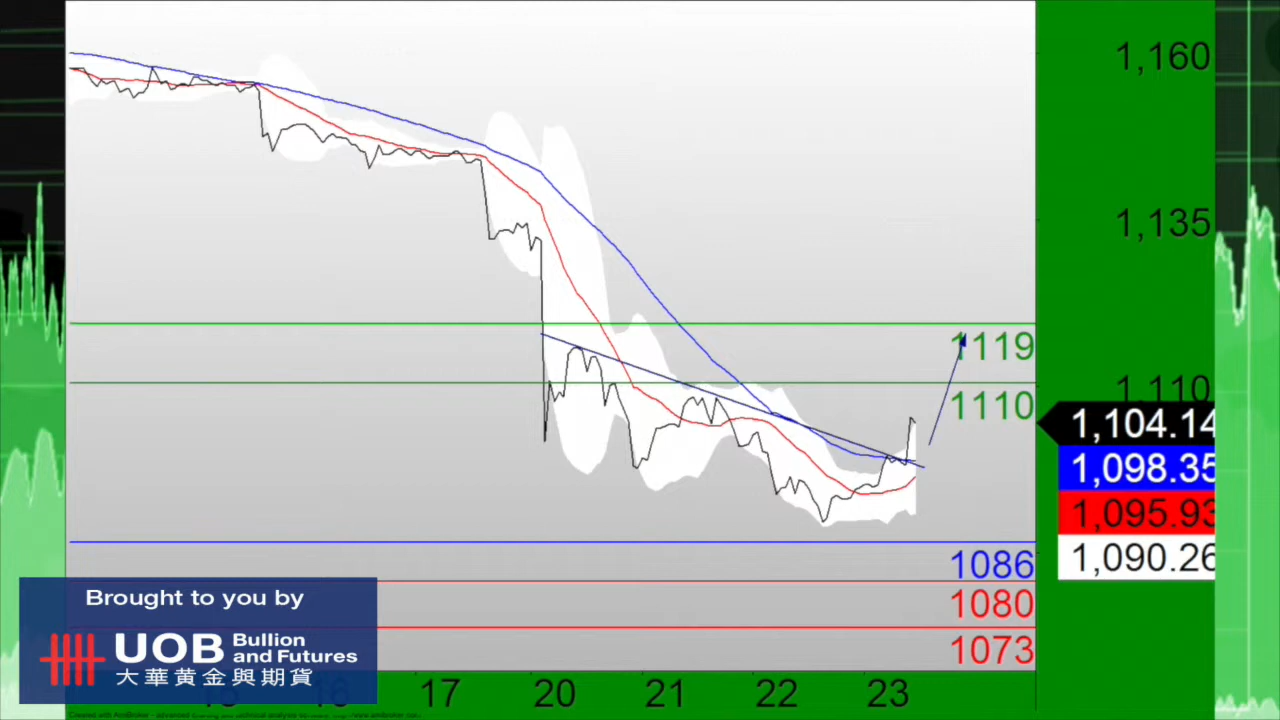 1,160
1,135
1119
1,110
1110
1,104.14
1,098.35
1,095.93
1,090.26
1086
1080
1073
Brought to you by
UOB Bullion
and Futures
大華黃金與期貨
16 17 20 21 22 23